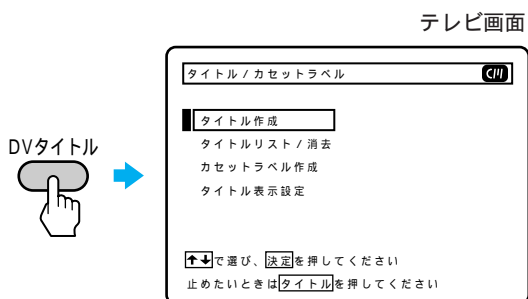 テレビ画面
タイトル/カセットラベル
DVタイトル
タイトル作成
タイトルリスト/消去
カセットラベル作成
タイトル表示設定
↑↓で選び、決定を押してください
止めたいときはタイトルを押してください